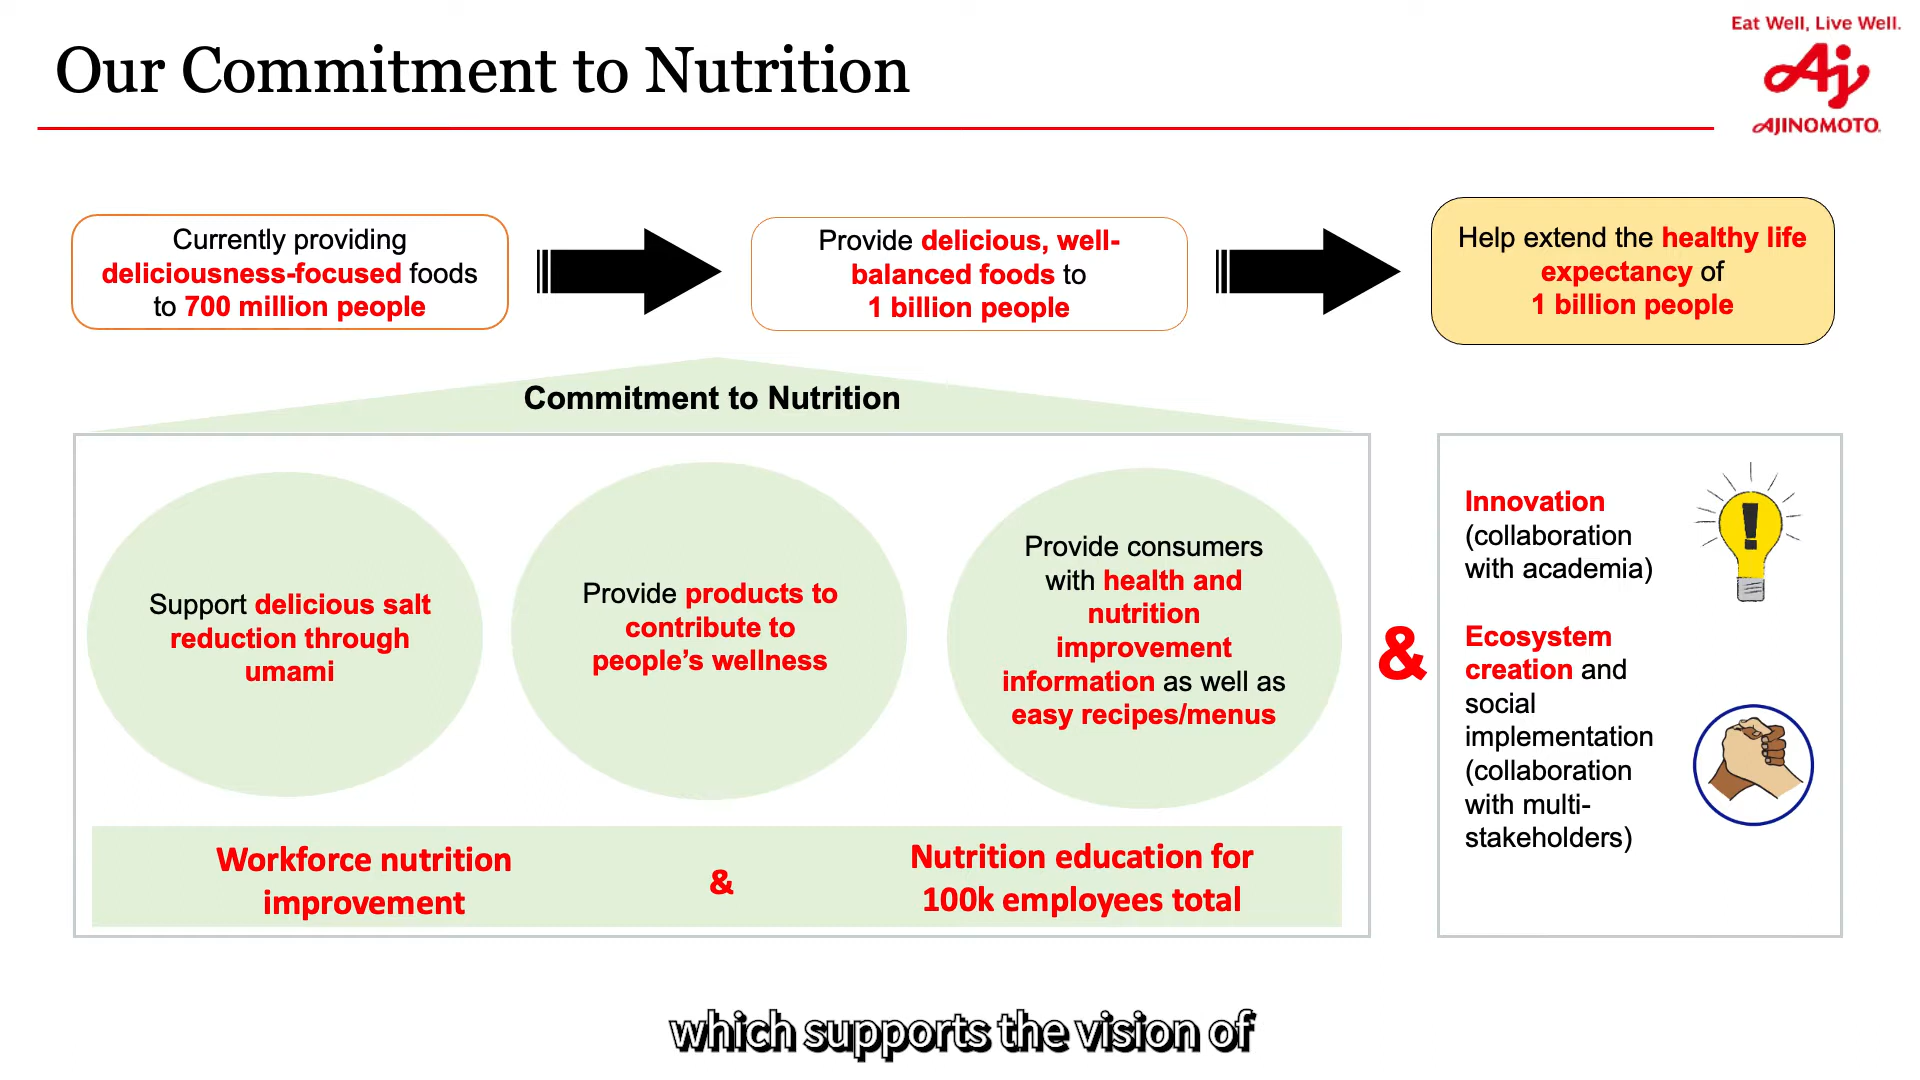 Our Commitment to Nutrition
Eat Well, Live Well.
Aj
AJINOMOTO®
Currently providing
deliciousness-focused foods
to 700 million people
Provide delicious, well-
balanced foods to
1 billion people
Help extend the healthy life
expectancy of
1 billion people
Commitment to Nutrition
Support delicious salt
reduction through
umami
Provide products to
contribute to
people’s wellness
Provide consumers
with health and
nutrition
improvement
information as well as
easy recipes/menus
Workforce nutrition
improvement
&
Nutrition education for
100k employees total
&
Innovation
(collaboration
with academia)
!
Ecosystem
creation and
social
implementation
(collaboration
with multi-
stakeholders)
which supports the vision of